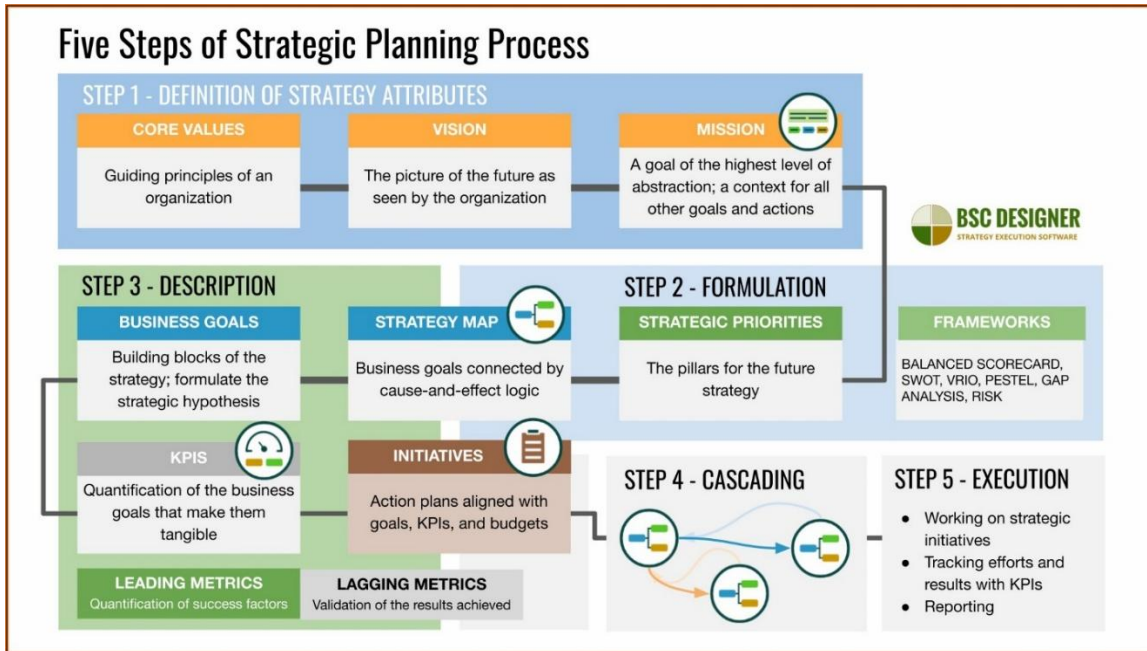 Five Steps of Strategic Planning Process
STEP 1 - DEFINITION OF STRATEGY ATTRIBUTES
CORE VALUES
Guiding principles of an
organization
VISION
The picture of the future as
seen by the organization
MISSION
A goal of the highest level of
abstraction; a context for all
other goals and actions
BSC DESIGNER
STRATEGY EXECUTION SOFTWARE
STEP 2 - FORMULATION
FRAMEWORKS
BALANCED SCORECARD,
SWOT, VRIO, PESTEL, GAP
ANALYSIS, RISK
STRATEGIC PRIORITIES
The pillars for the future
strategy
STRATEGY MAP
Business goals connected by
cause-and-effect logic
STEP 3 - DESCRIPTION
BUSINESS GOALS
Building blocks of the
strategy; formulate the
strategic hypothesis
KPIS
Quantification of the business
goals that make them
tangible
INITIATIVES
Action plans aligned with
goals, KPIs, and budgets
LEADING METRICS
Quantification of success factors
LAGGING METRICS
Validation of the results achieved
STEP 4 - CASCADING
STEP 5 - EXECUTION
● Working on strategic
initiatives
● Tracking efforts and
results with KPIs
● Reporting